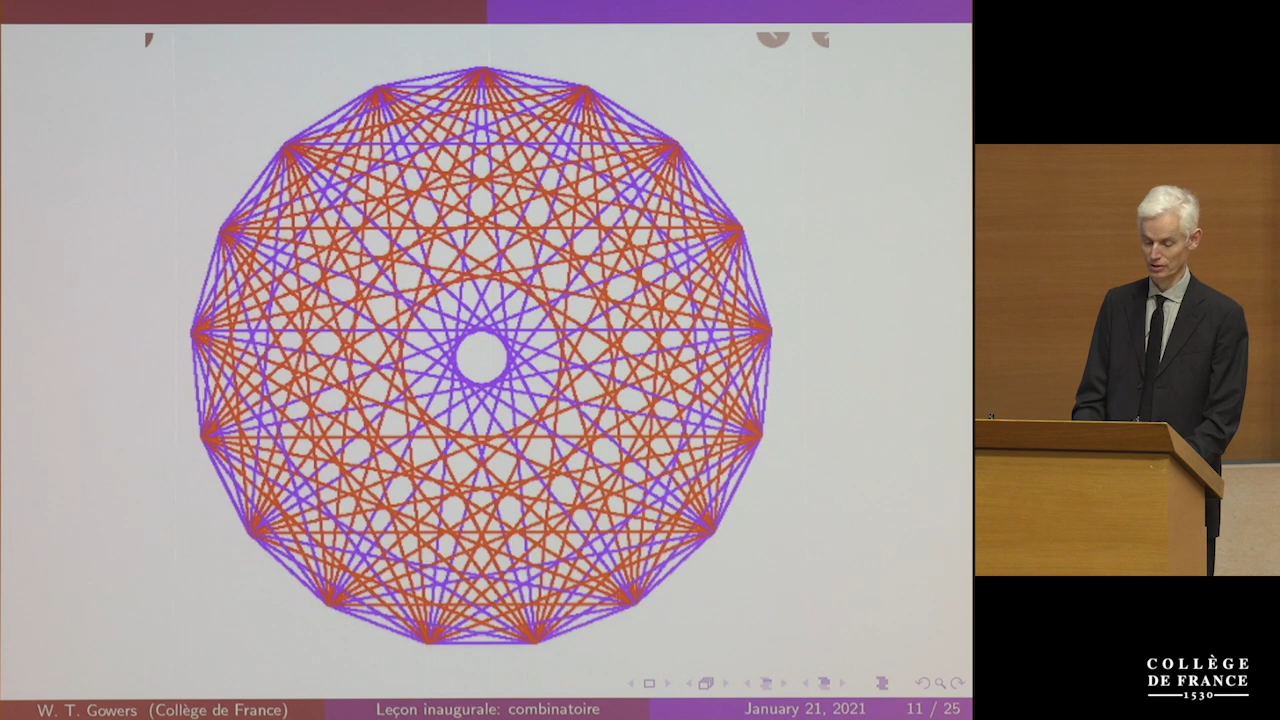 W. T. Gowers (Collège de France)
Leçon inaugurale: combinatoire
January 21, 2021
11 / 25
COLLÈGE
DE FRANCE
1530